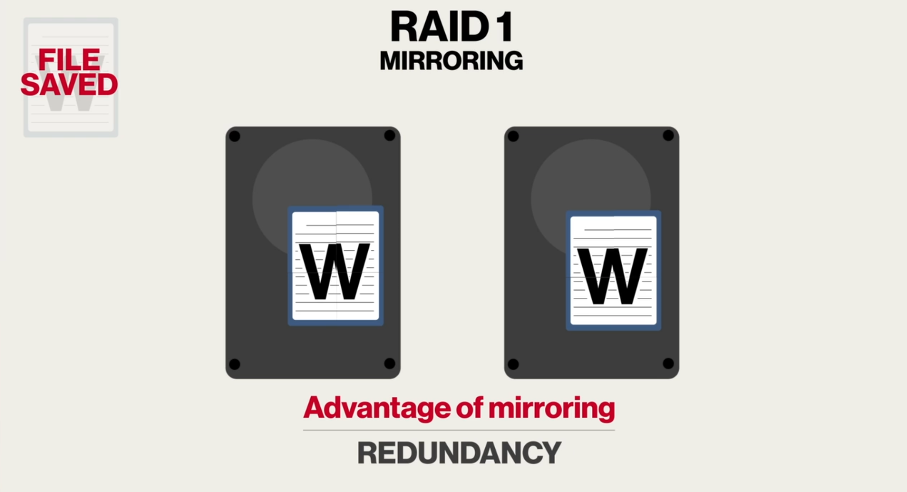 FILE
SAVED
RAID 1
MIRRORING
W
W
Advantage of mirroring
REDUNDANCY